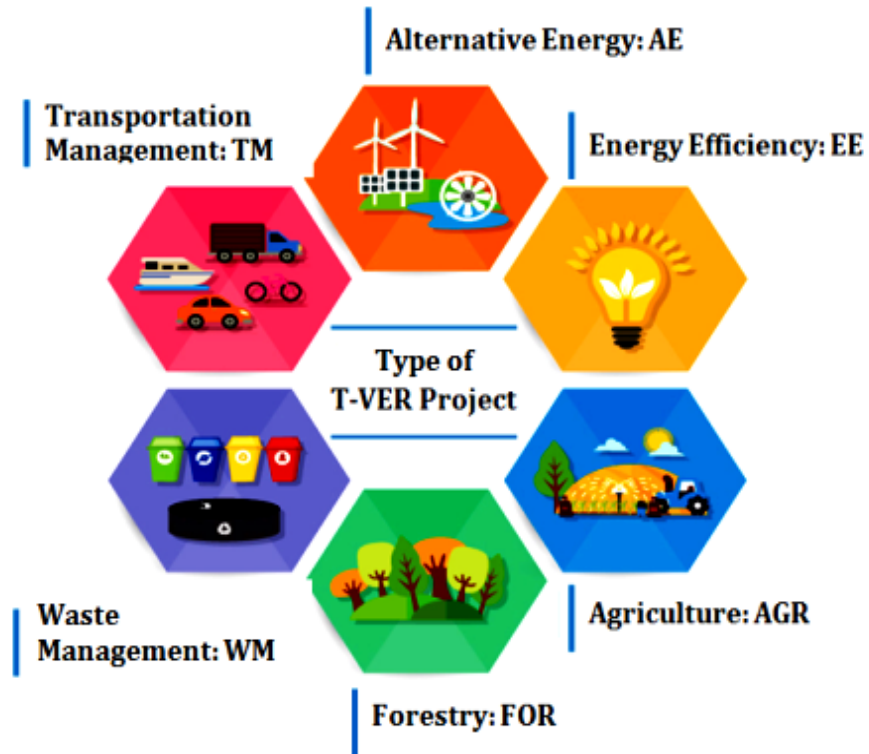 Alternative Energy: AE
Transportation
Management: TM
Energy Efficiency: EE
Type of
T-VER Project
Waste
Management: WM
Agriculture: AGR
Forestry: FOR